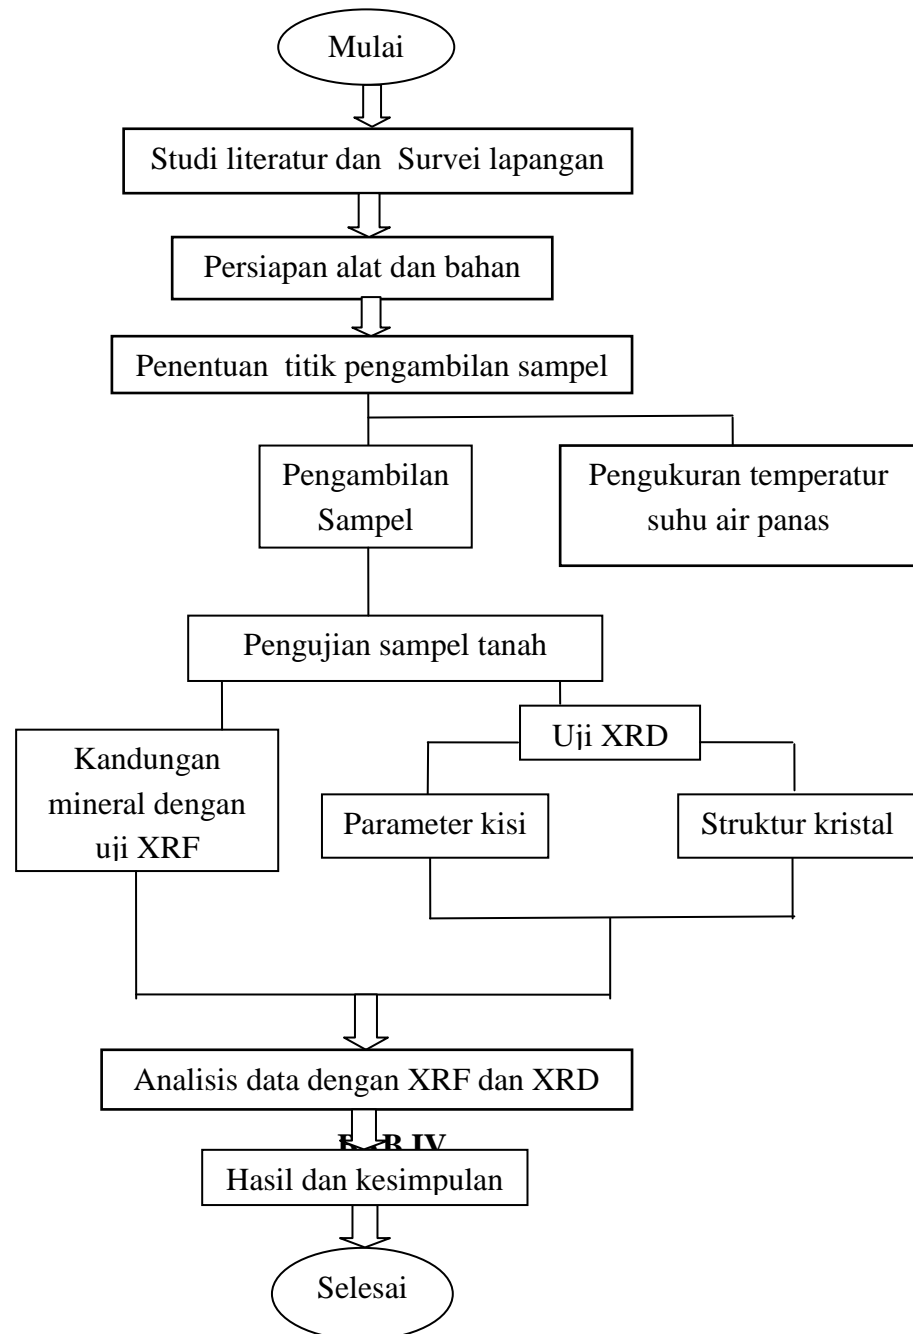 Mulai
Studi literatur dan Survei lapangan
Persiapan alat dan bahan
Penentuan titik pengambilan sampel
Pengambilan
Sampel
Pengukuran temperatur
suhu air panas
Pengujian sampel tanah
Uji XRD
Kandungan
mineral dengan
uji XRF
Parameter kisi
Struktur kristal
Analisis data dengan XRF dan XRD
IV
Hasil dan kesimpulan
Selesai